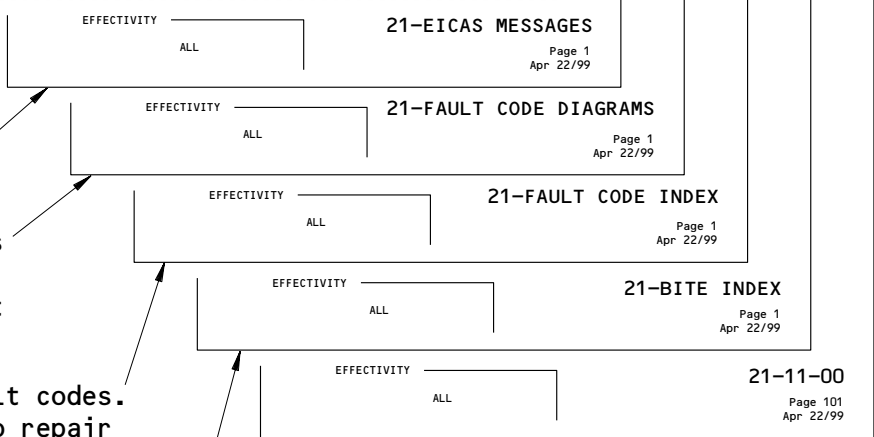 EFFECTIVITY
21-EICAS MESSAGES
ALL
Page 1
Apr 22/99
EFFECTIVITY
21-FAULT CODE DIAGRAMS
ALL
Page 1
Apr 22/99
EFFECTIVITY
21-FAULT CODE INDEX
ALL
Page 1
Apr 22/99
EFFECTIVITY
21-BITE INDEX
ALL
Page 1
Apr 22/99
EFFECTIVITY
21-11-00
ALL
Page 101
Apr 22/99
codes.
repair